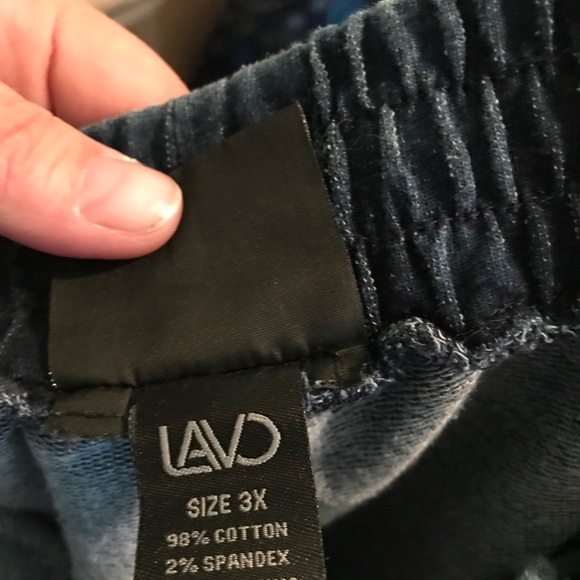 LAVO
SIZE 3X
98% COTTON
2% SPANDEX